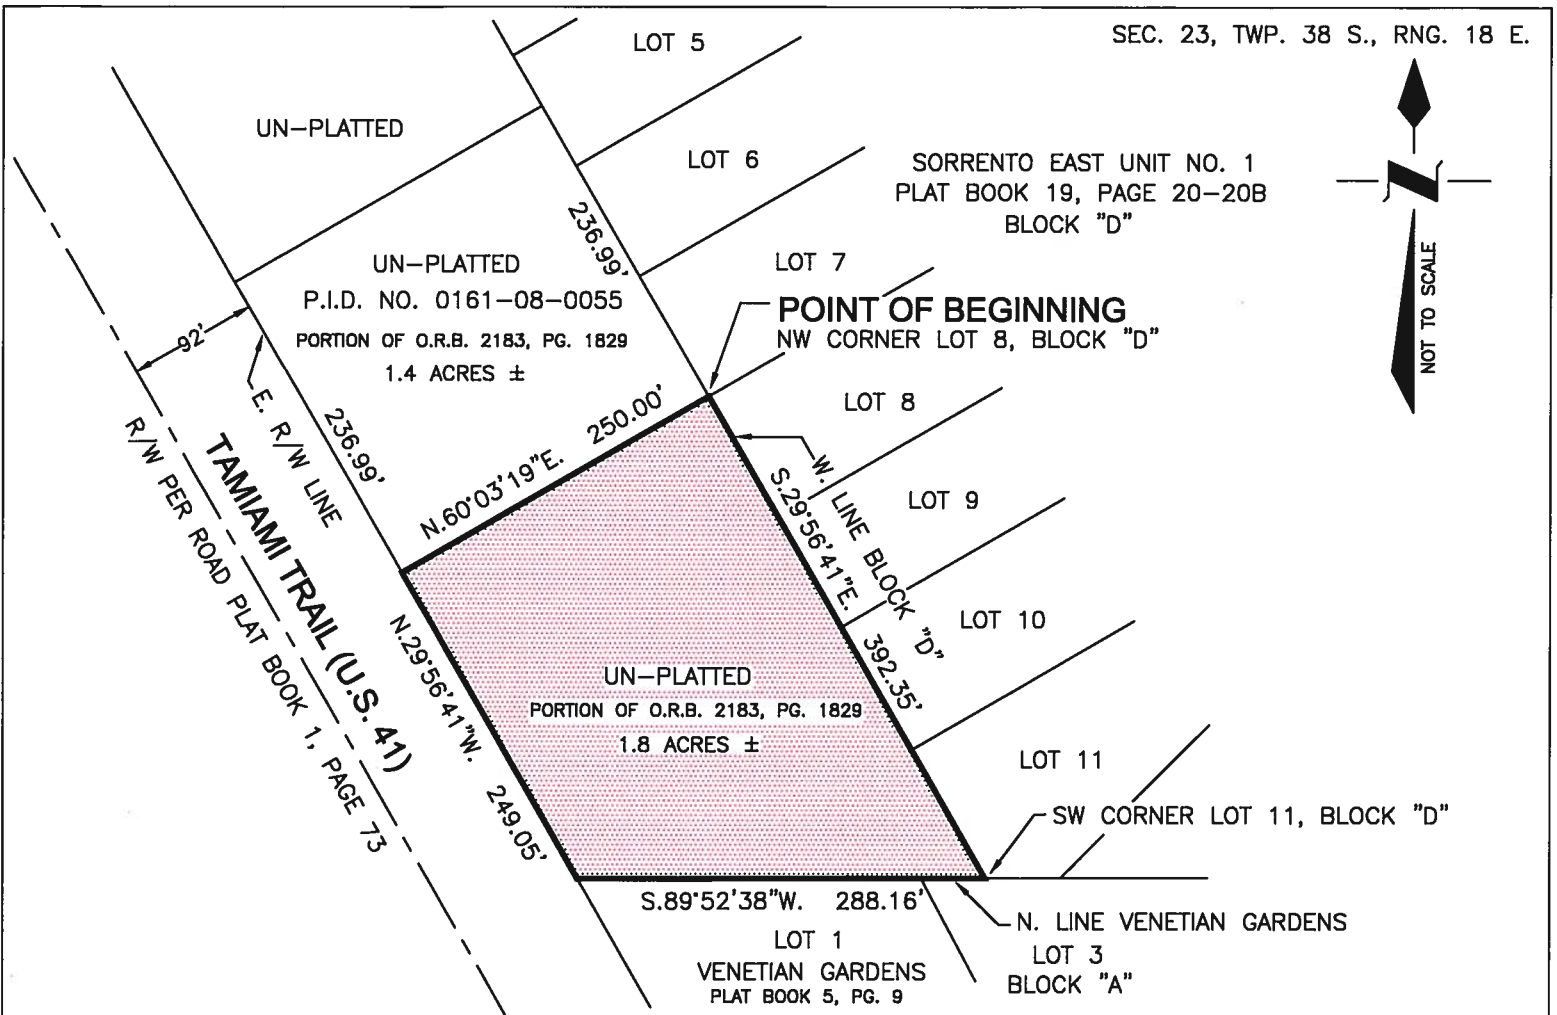 SEC. 23, TWP. 38 S., RNG. 18 E.
LOT 5
UN-PLATTED
LOT 6
SORRENTO EAST UNIT NO. 1
PLAT BOOK 19, PAGE 20-20B
BLOCK "D"
NOT TO SCALE
236.99'
LOT 7
UN-PLATTED
P.I.D. NO. 0161-08-0055
PORTION OF O.R.B. 2183, PG. 1829
1.4 ACRES ±
POINT OF BEGINNING
NW CORNER LOT 8, BLOCK "D"
92'
E. R/W LINE
236.99'
N.60°03'19"E. 250.00'
LOT 8
W. LINE BLOCK "D"
S.29°56'41"E. 392.35'
LOT 9
TAMIAMI TRAIL (U.S. 41)
R/W PER ROAD PLAT BOOK 1, PAGE 73
N.29°56'41"W. 249.05'
LOT 10
UN-PLATTED
PORTION OF O.R.B. 2183, PG. 1829
1.8 ACRES ±
LOT 11
SW CORNER LOT 11, BLOCK "D"
S.89°52'38"W. 288.16'
N. LINE VENETIAN GARDENS
LOT 1
VENETIAN GARDENS
PLAT BOOK 5, PG. 9
LOT 3
BLOCK "A"